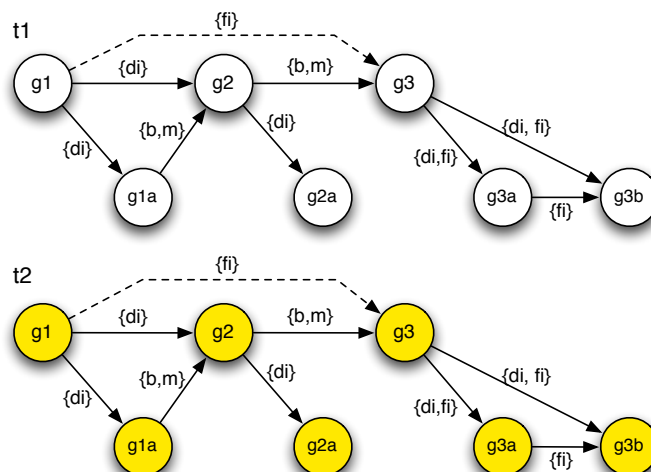 t1
{fi}
g1
{di}
g2
{b,m}
g3
{di}
{b,m}
{di}
{di,fi}
{di, fi}
g1a
g2a
g3a
{fi}
g3b
t2
{fi}
g1
{di}
g2
{b,m}
g3
{di}
{b,m}
{di}
{di,fi}
{di, fi}
g1a
g2a
g3a
{fi}
g3b